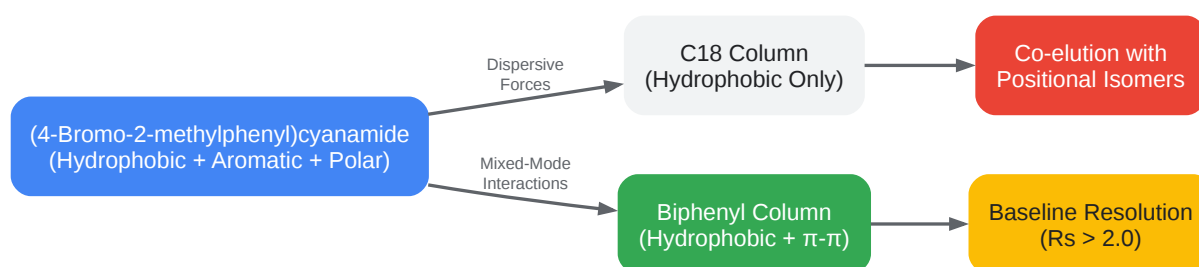 (4-Bromo-2-methylphenyl)cyanamide
(Hydrophobic + Aromatic + Polar)
Dispersive
Forces
C18 Column
(Hydrophobic Only)
Co-elution with
Positional Isomers
Mixed-Mode
Interactions
Biphenyl Column
(Hydrophobic + π-π)
Baseline Resolution
(Rs > 2.0)